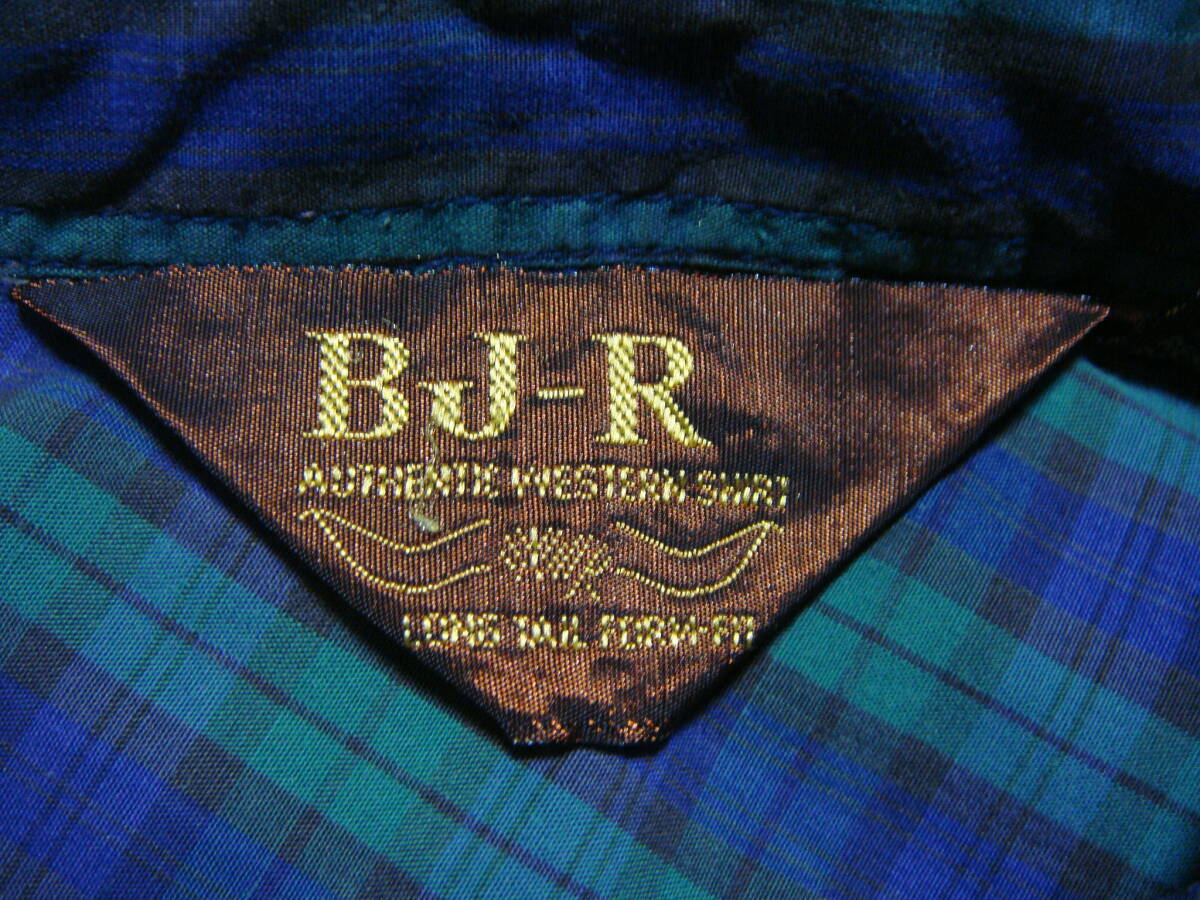 BJ-R
AUTHENTIC WESTERN SHIRT
LONG TAIL FORM FIT